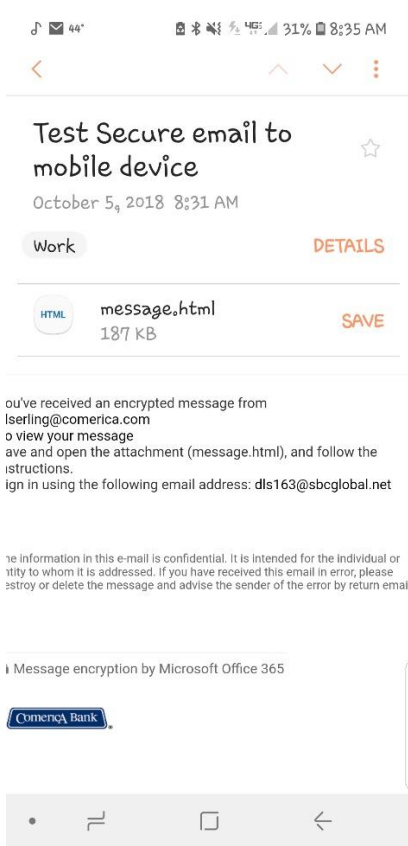 44°
4G 31% 8:35 AM
Test Secure email to
mobile device
October 5, 2018 8:31 AM
Work
DETAILS
HTML
message.html
187 KB
SAVE
ou've received an encrypted message from
lserling@comerica.com
o view your message
ave and open the attachment (message.html), and follow the
nstructions.
ign in using the following email address: dls163@sbcglobal.net
he information in this e-mail is confidential. It is intended for the individual or
ntity to whom it is addressed. If you have received this email in error, please
estroy or delete the message and advise the sender of the error by return emai
Message encryption by Microsoft Office 365
ComericA Bank